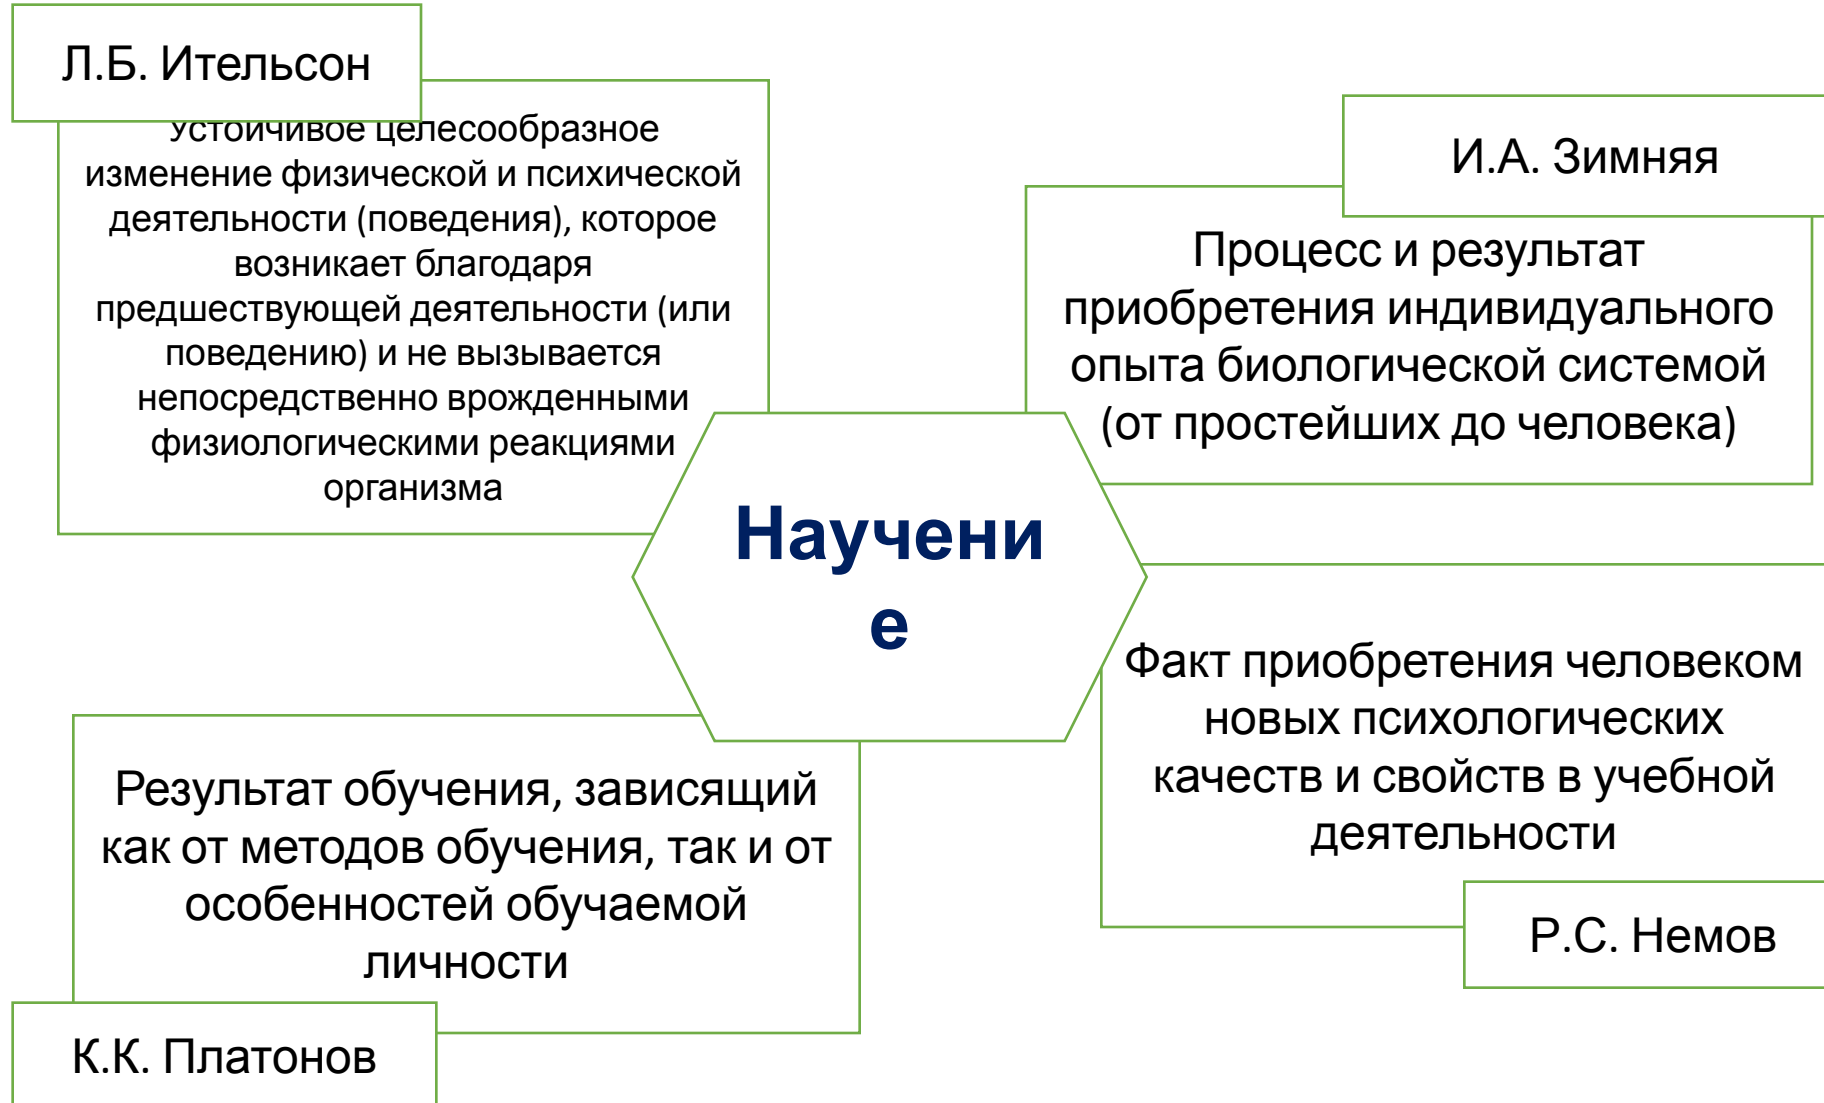 Л.Б. Ительсон
Устойчивое целесообразное
изменение физической и психической
деятельности (поведения), которое
возникает благодаря
предшествующей деятельности (или
поведению) и не вызывается
непосредственно врожденными
физиологическими реакциями
организма
И.А. Зимняя
Процесс и результат
приобретения индивидуального
опыта биологической системой
(от простейших до человека)
Научени
е
Факт приобретения человеком
новых психологических
качеств и свойств в учебной
деятельности
Р.С. Немов
Результат обучения, зависящий
как от методов обучения, так и от
особенностей обучаемой
личности
К.К. Платонов